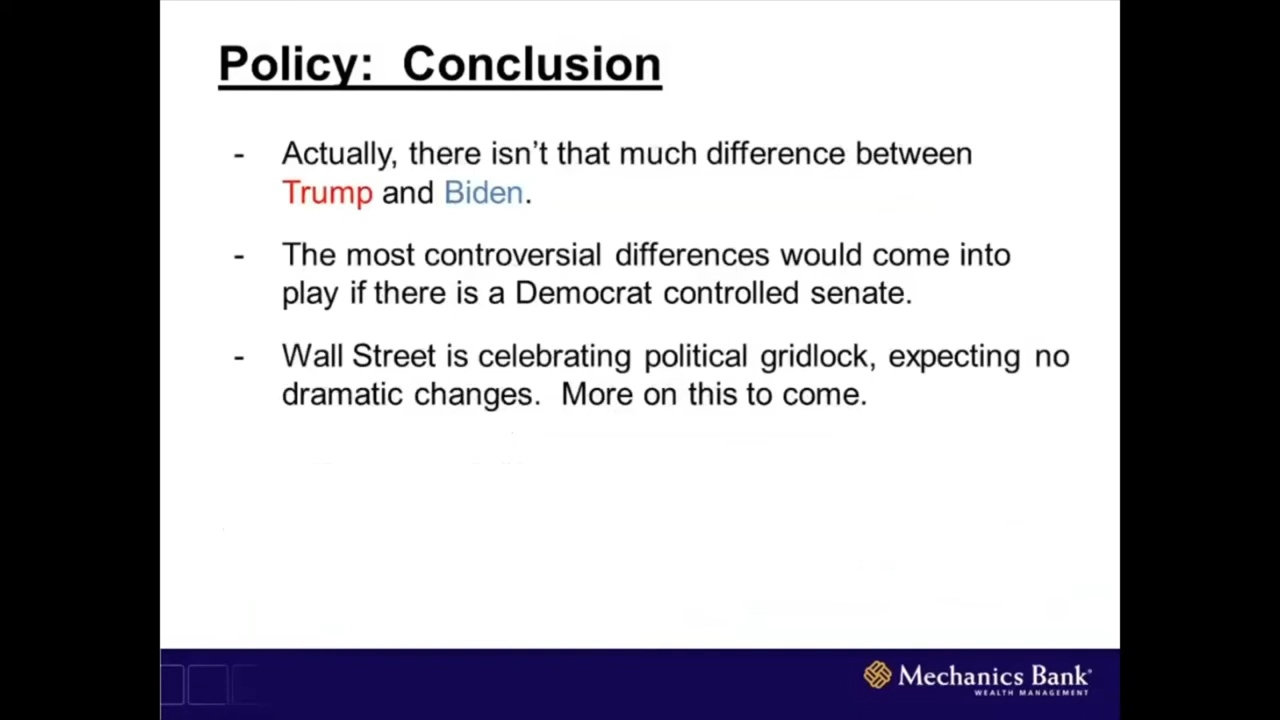 Policy:  Conclusion
- Actually, there isn't that much difference between
Trump and Biden.
- The most controversial differences would come into
play if there is a Democrat controlled senate.
- Wall Street is celebrating political gridlock, expecting no
dramatic changes.  More on this to come.
Mechanics Bank
WEALTH MANAGEMENT